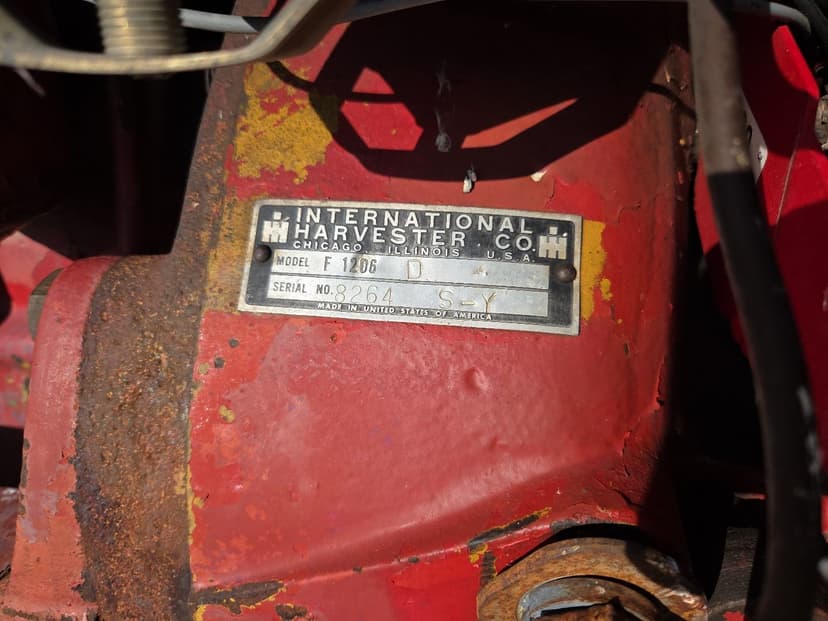 INTERNATIONAL
HARVESTER CO.
CHICAGO ILLINOIS U.S.A.
MODEL F 1206 D
SERIAL NO. 8264 S-Y
MADE IN UNITED STATES OF AMERICA